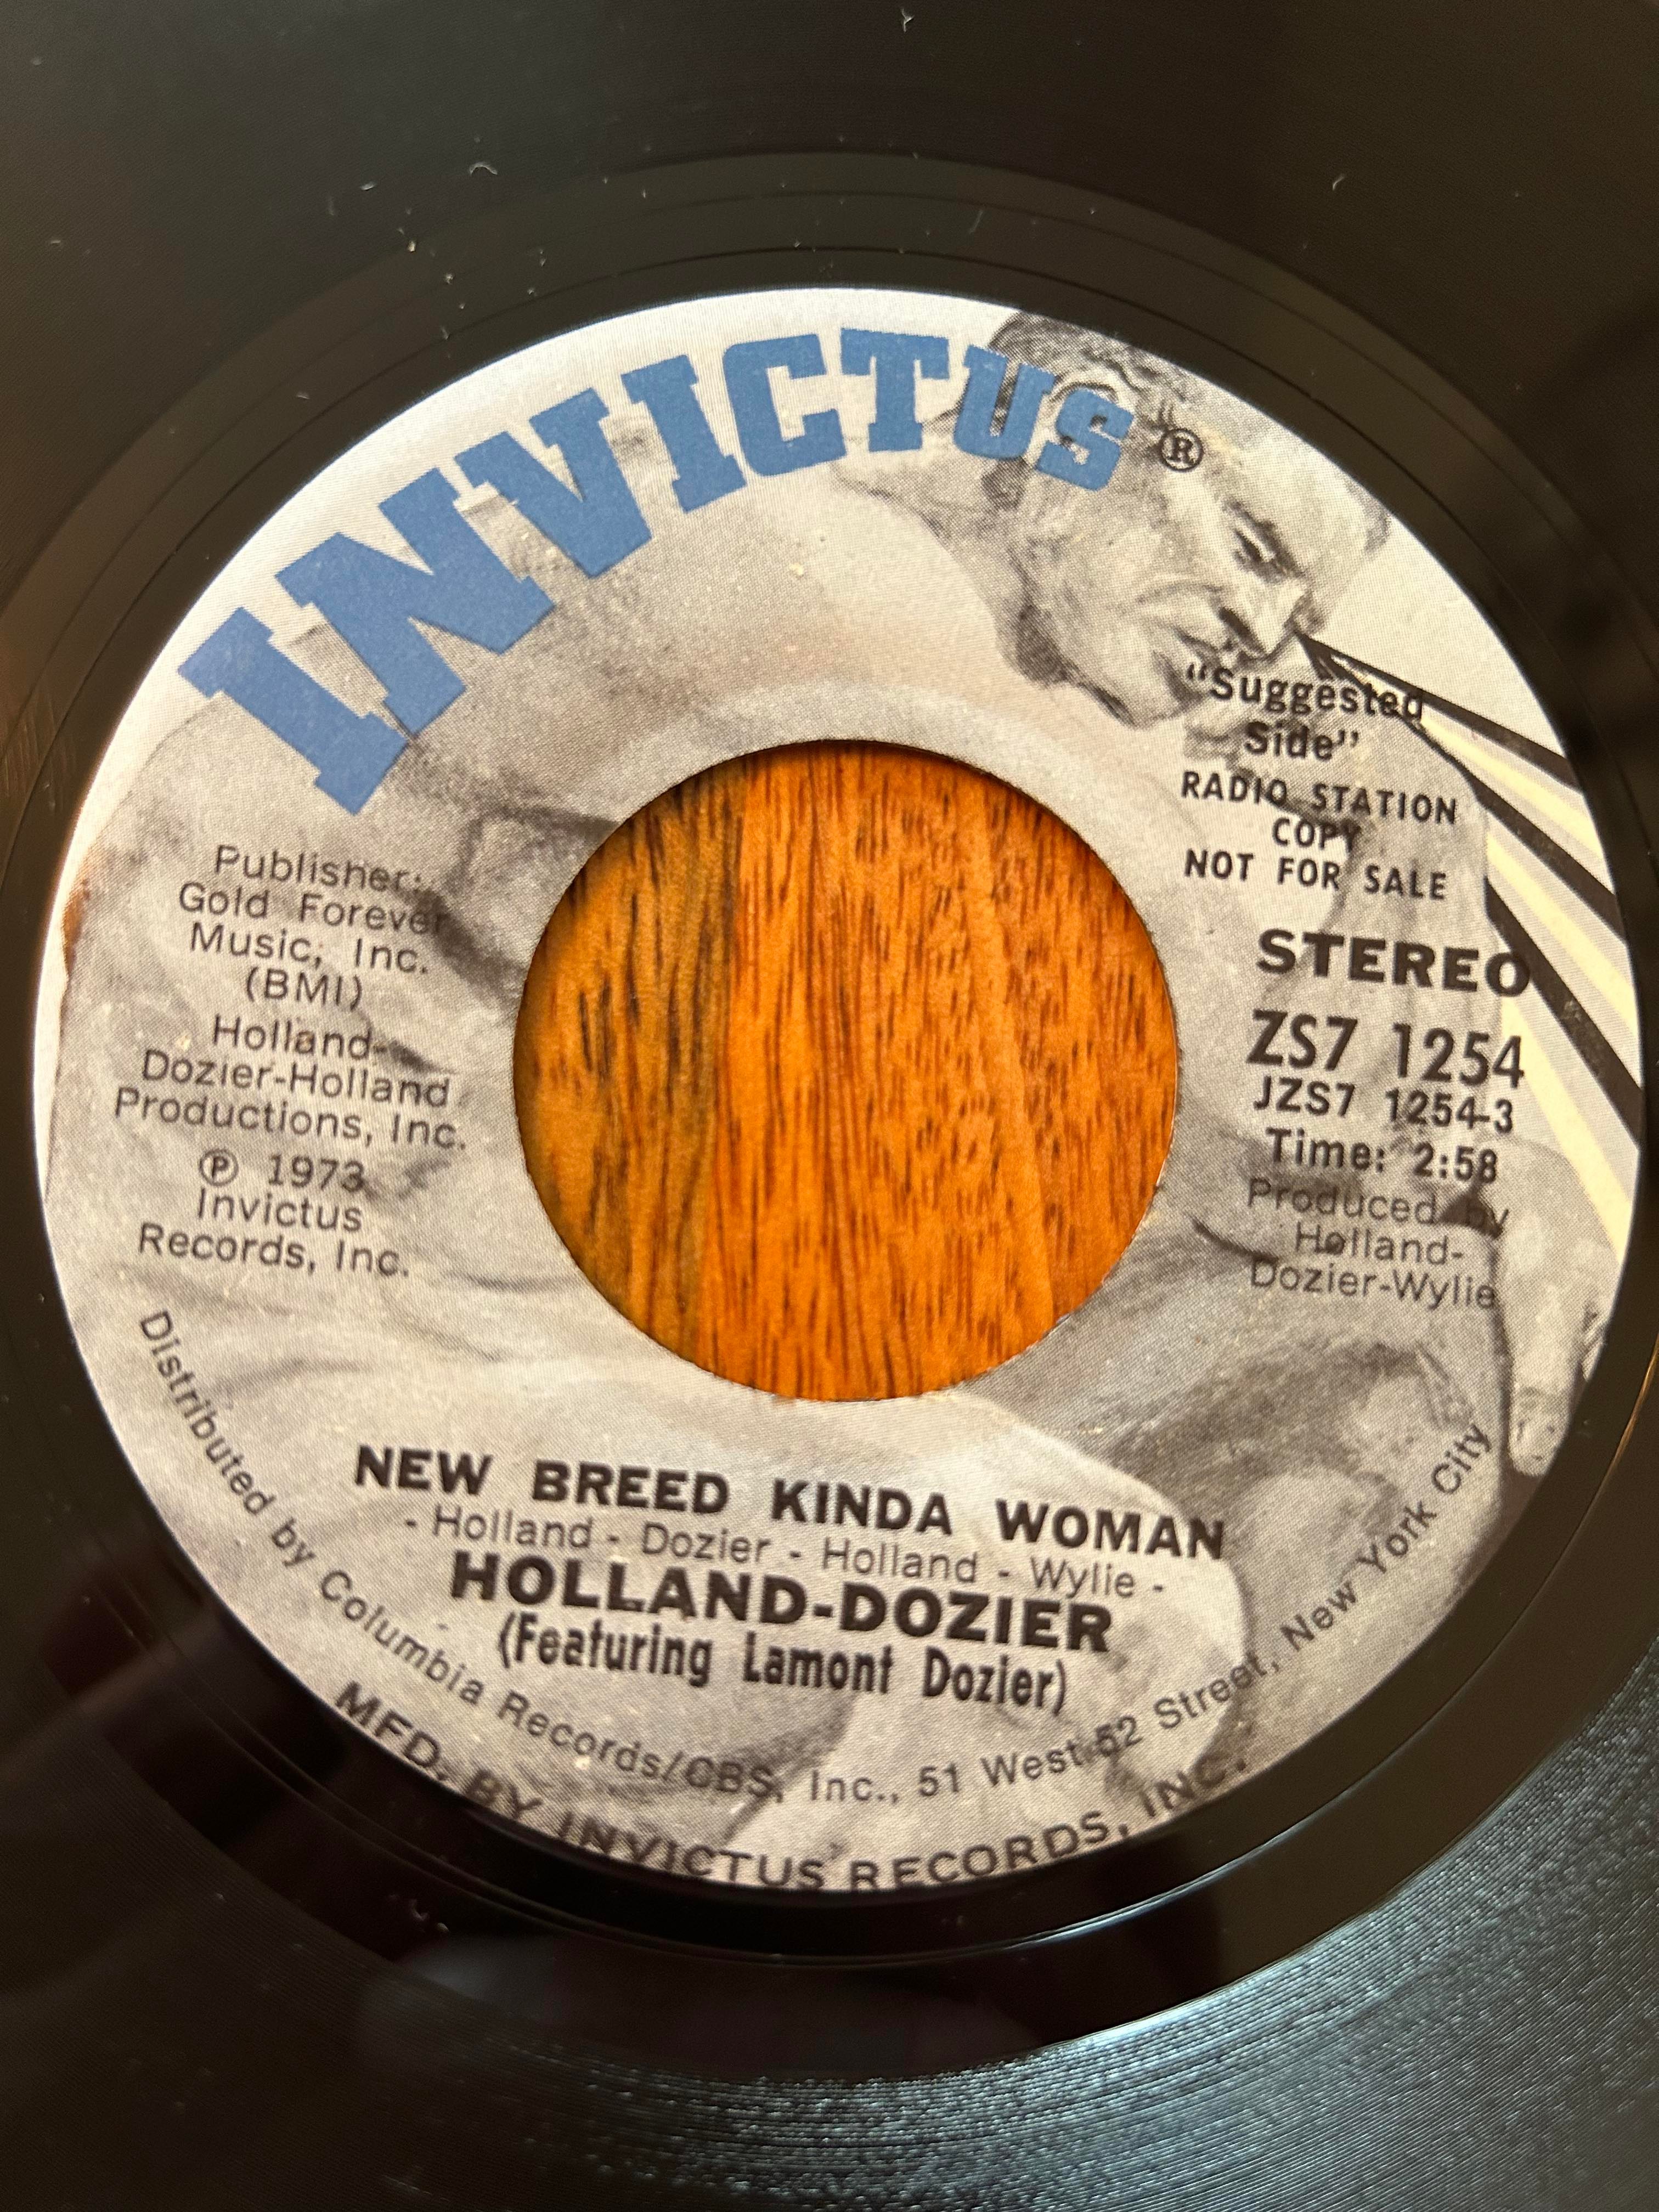 INVICTUS ®
"Suggested
Side"
RADIO STATION
COPY
NOT FOR SALE
STEREO
ZS7 1254
JZS7 1254-3
Time: 2:58
Produced by
Holland-
Dozier-Wylie
Publisher:
Gold Forever
Music, Inc.
(BMI)
Holland-
Dozier-Holland
Productions, Inc.
℗ 1973
Invictus
Records, Inc.
NEW BREED KINDA WOMAN
- Holland - Dozier - Holland - Wylie -
HOLLAND-DOZIER
(Featuring Lamont Dozier)
Distributed by Columbia Records/CBS, Inc., 51 West 52 Street, New York City
MFD. BY INVICTUS RECORDS, INC.